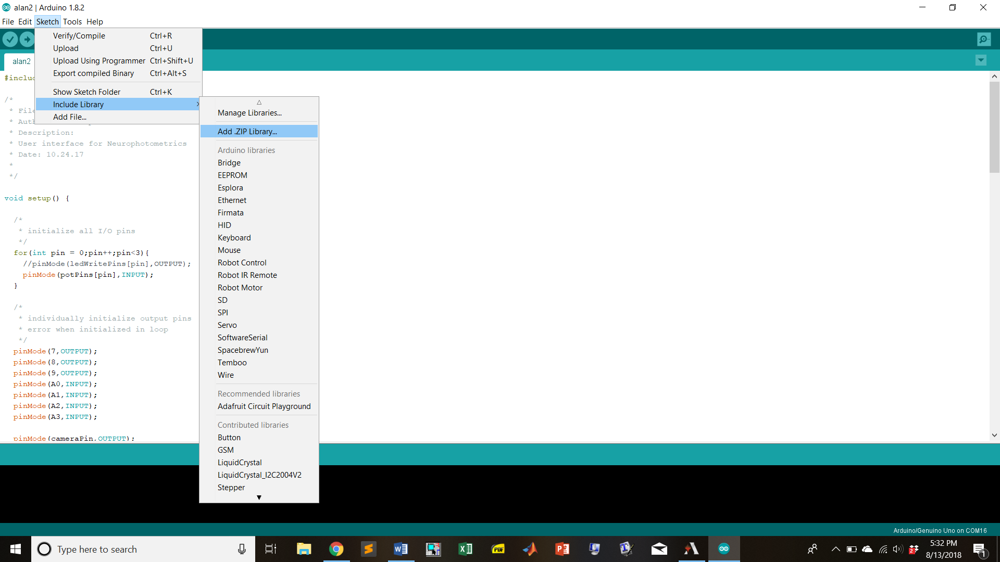 alan2 | Arduino 1.8.2
File Edit Sketch Tools Help
Verify/Compile Ctrl+R
Upload Ctrl+U
Upload Using Programmer Ctrl+Shift+U
Export compiled Binary Ctrl+Alt+S
Show Sketch Folder Ctrl+K
Include Library
Add File...
Manage Libraries...
Add .ZIP Library...
Arduino libraries
Bridge
EEPROM
Esplora
Ethernet
Firmata
HID
Keyboard
Mouse
Robot Control
Robot IR Remote
Robot Motor
SD
SPI
Servo
SoftwareSerial
SpacebrewYun
Temboo
Wire
Recommended libraries
Adafruit Circuit Playground
Contributed libraries
Button
GSM
LiquidCrystal
LiquidCrystal_I2C2004V2
Stepper
alan2
/*
* File
*
* Description:
* User interface for Neurophotometrics
* Date: 10.24.17
*
*/
void setup() {
/*
* initialize all I/O pins
*/
for(int pin = 0;pin++;pin<3){
//pinMode(ledWritePins[pin],OUTPUT);
pinMode(potPins[pin],INPUT);
}
/*
* individually initialize output pins
* error when initialized in loop
*/
pinMode(7,OUTPUT);
pinMode(8,OUTPUT);
pinMode(9,OUTPUT);
pinMode(A0,INPUT);
pinMode(A1,INPUT);
pinMode(A2,INPUT);
pinMode(A3,INPUT);
pinMode(cameraPin,OUTPUT);
Arduino/Genuino Uno on COM16
Type here to search
PDF
5:32 PM
8/13/2018
1